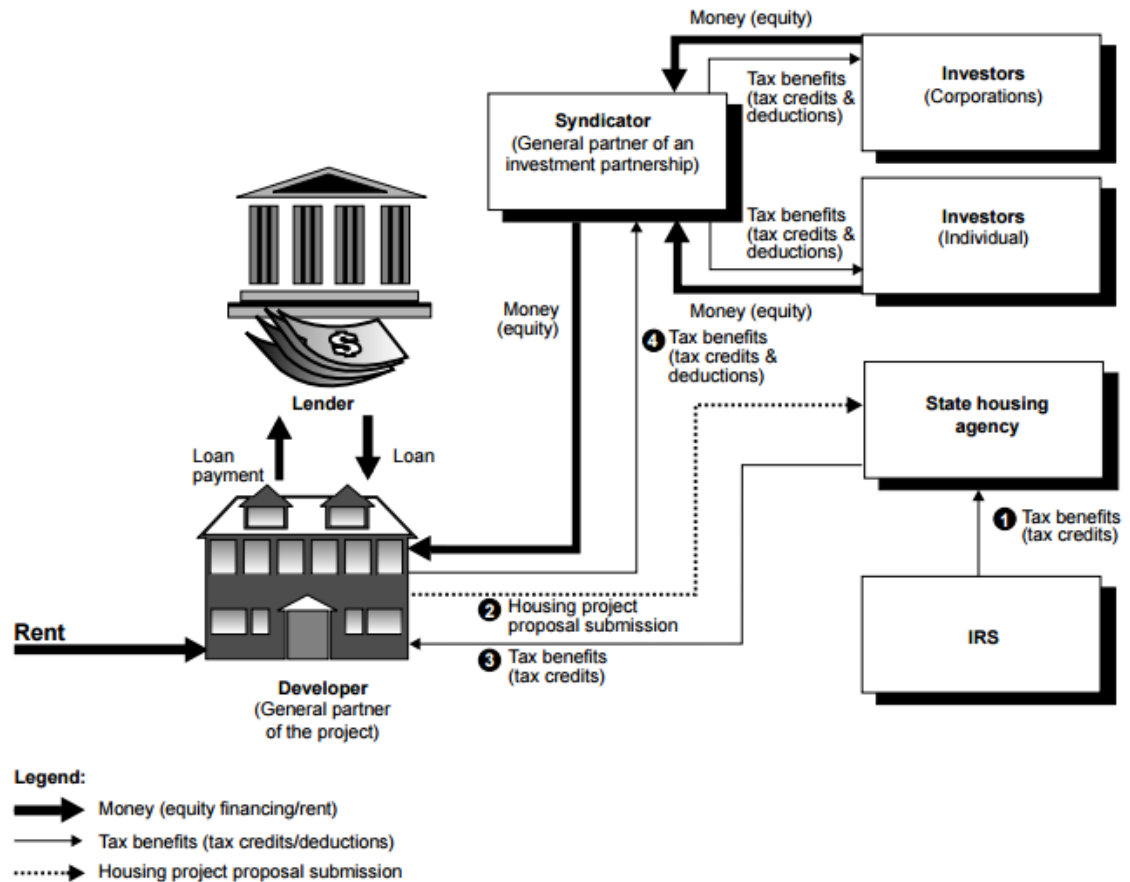 Money (equity)
Investors
(Corporations)
Tax benefits
(tax credits &
deductions)
Syndicator
(General partner of an
investment partnership)
Tax benefits
(tax credits &
deductions)
Investors
(Individual)
Money (equity)
Money
(equity)
4 Tax benefits
(tax credits &
deductions)
$
Lender
State housing
agency
Loan
payment
Loan
1 Tax benefits
(tax credits)
2 Housing project
proposal submission
Rent
3 Tax benefits
(tax credits)
IRS
Developer
(General partner
of the project)
Legend:
Money (equity financing/rent)
Tax benefits (tax credits/deductions)
Housing project proposal submission